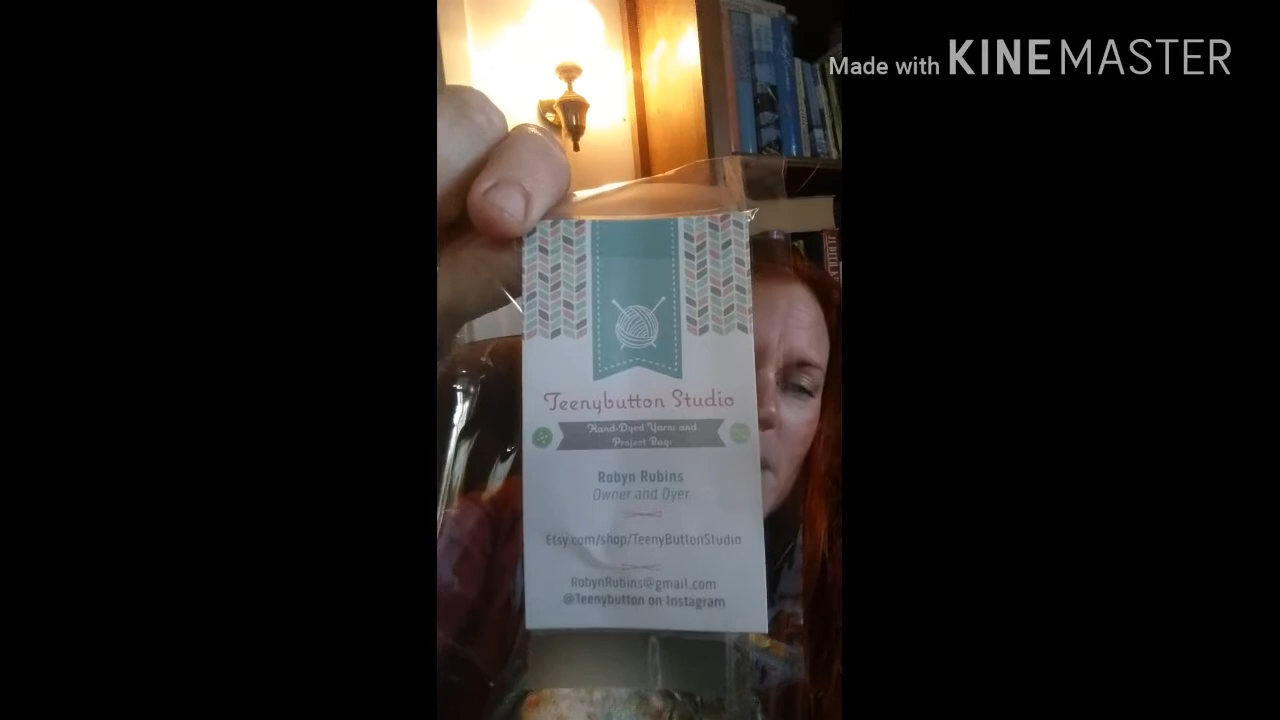 Made with KINEMASTER
Teenybutton Studio
Hand-Dyed Yarns and
Project Bags
Robyn Rubins
Owner and Dyer
Etsy.com/shop/TeenyButtonStudio
RobynRubins@gmail.com
@Teenybutton on Instagram